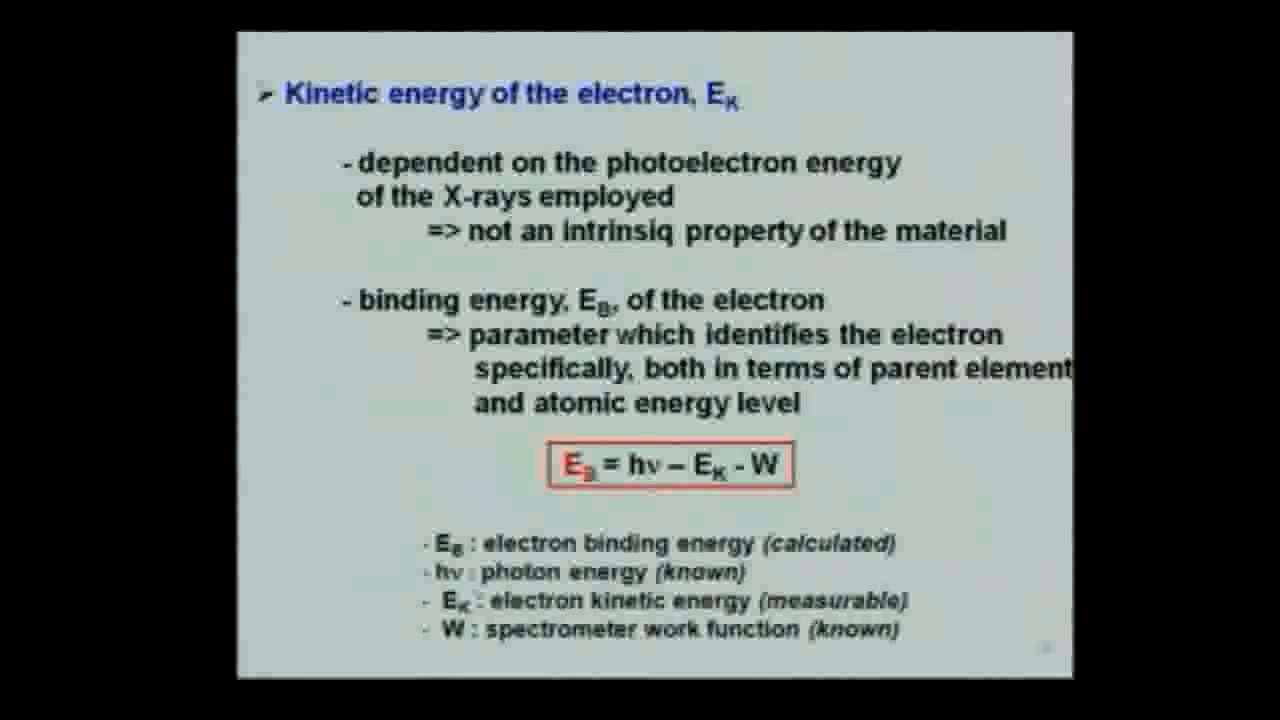 ➢ Kinetic energy of the electron, EK
- dependent on the photoelectron energy
of the X-rays employed
=> not an intrinsiq property of the material
- binding energy, EB, of the electron
=> parameter which identifies the electron
specifically, both in terms of parent element
and atomic energy level
EB = hν – EK - W
- EB : electron binding energy (calculated)
- hν : photon energy (known)
- EK : electron kinetic energy (measurable)
- W : spectrometer work function (known)